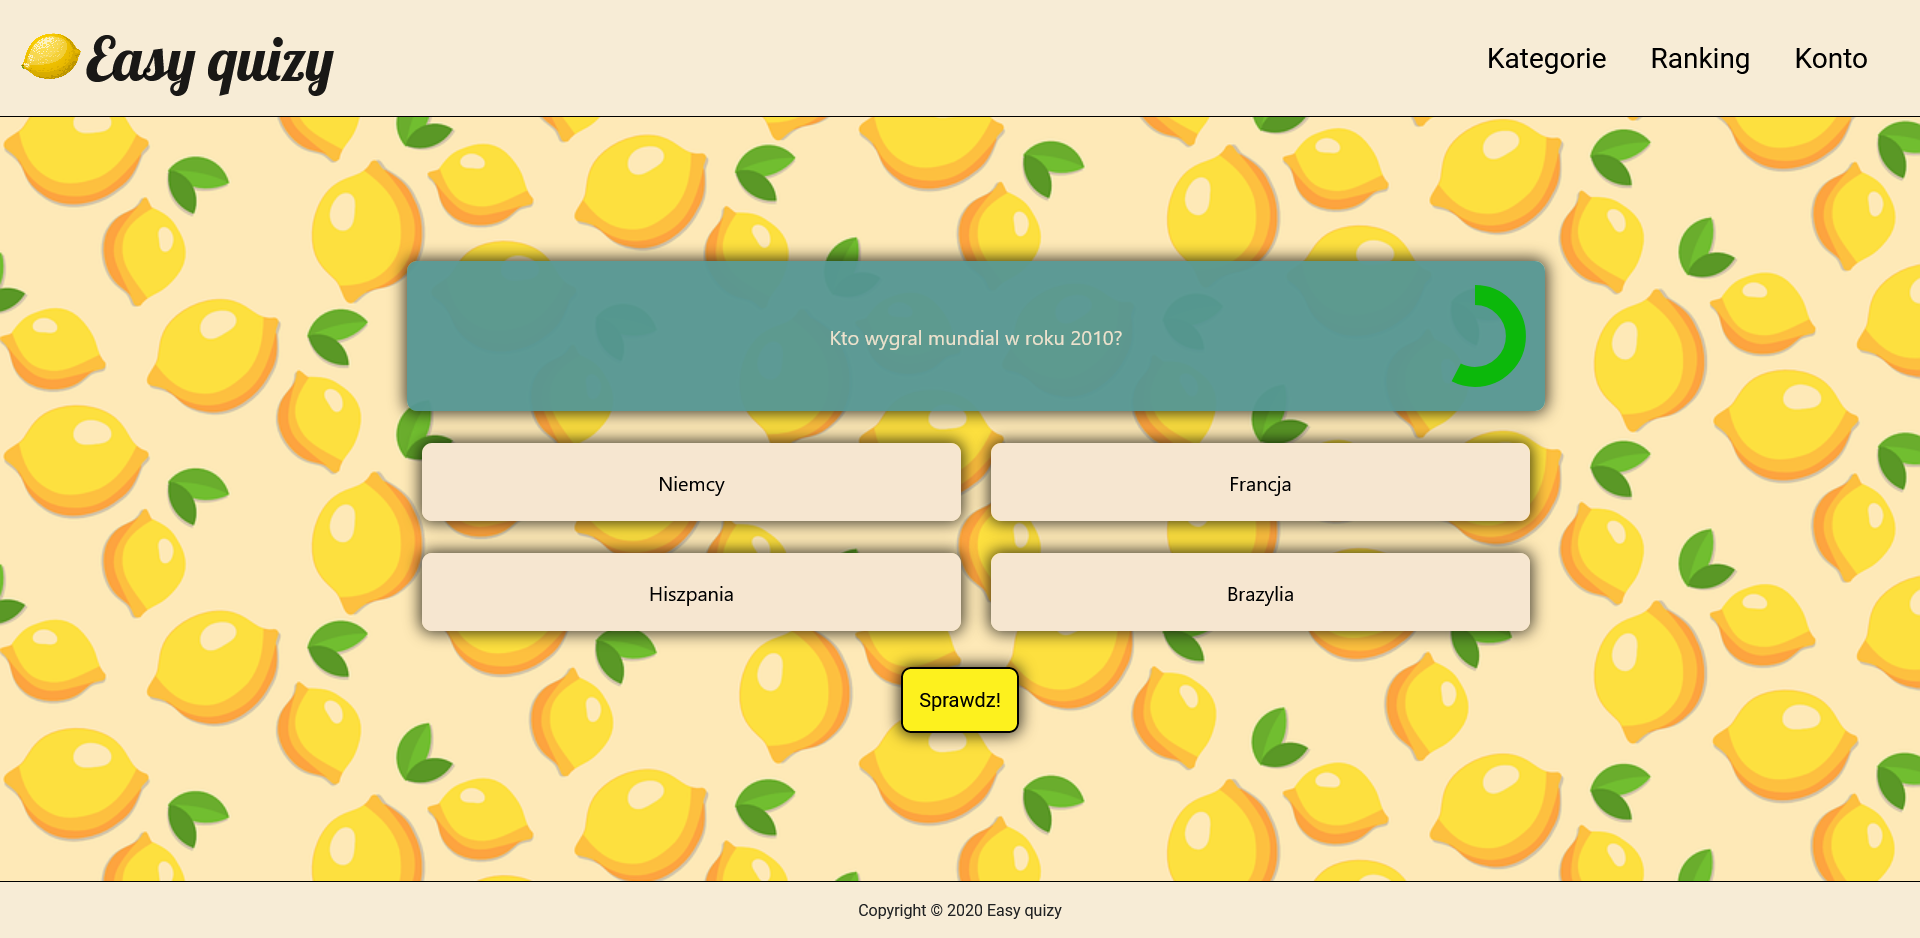 Easy quizy
Kategorie Ranking Konto
Kto wygral mundial w roku 2010?
Niemcy
Francja
Hiszpania
Brazylia
Sprawdz!
Copyright © 2020 Easy quizy